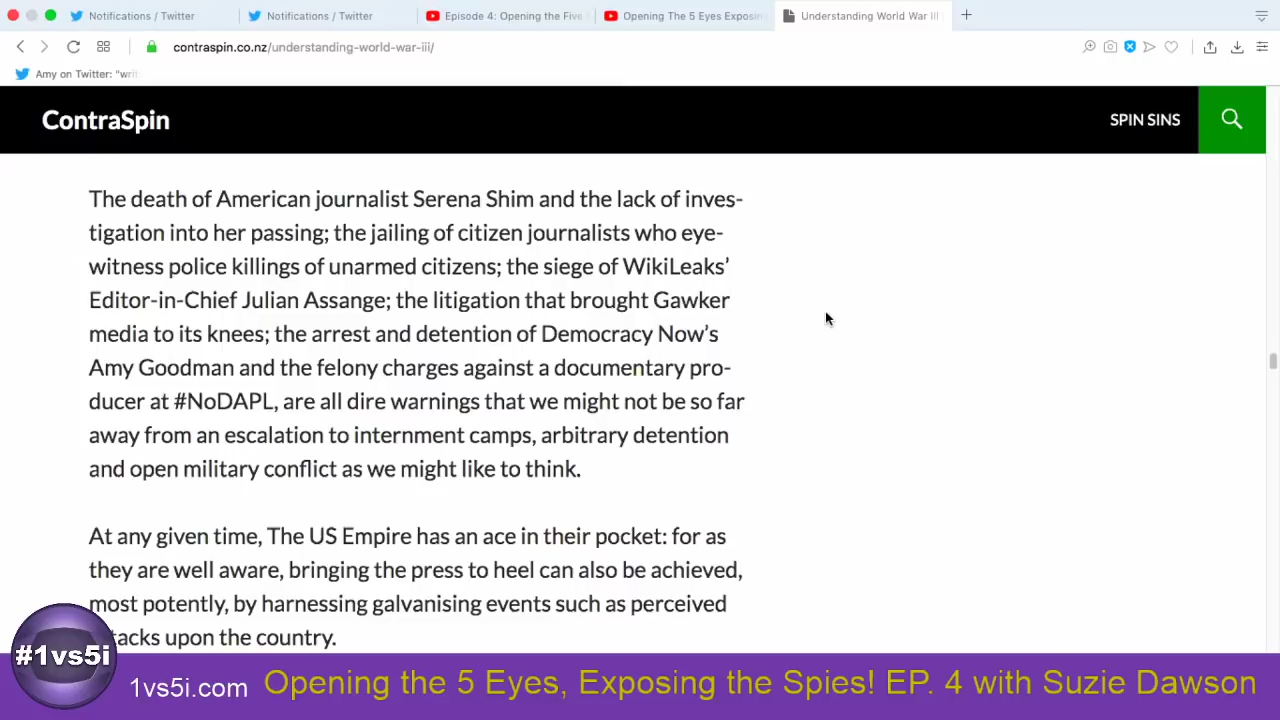 Notifications / Twitter
Notifications / Twitter
Episode 4: Opening the Five
Opening The 5 Eyes Exposin
Understanding World War III
contraspin.co.nz/understanding-world-war-iii/
Amy on Twitter: "writ
ContraSpin
SPIN SINS
The death of American journalist Serena Shim and the lack of inves-
tigation into her passing; the jailing of citizen journalists who eye-
witness police killings of unarmed citizens; the siege of WikiLeaks’
Editor-in-Chief Julian Assange; the litigation that brought Gawker
media to its knees; the arrest and detention of Democracy Now’s
Amy Goodman and the felony charges against a documentary pro-
ducer at #NoDAPL, are all dire warnings that we might not be so far
away from an escalation to internment camps, arbitrary detention
and open military conflict as we might like to think.
At any given time, The US Empire has an ace in their pocket: for as
they are well aware, bringing the press to heel can also be achieved,
most potently, by harnessing galvanising events such as perceived
tacks upon the country.
#1vs5i
1vs5i.com
Opening the 5 Eyes, Exposing the Spies! EP. 4 with Suzie Dawson